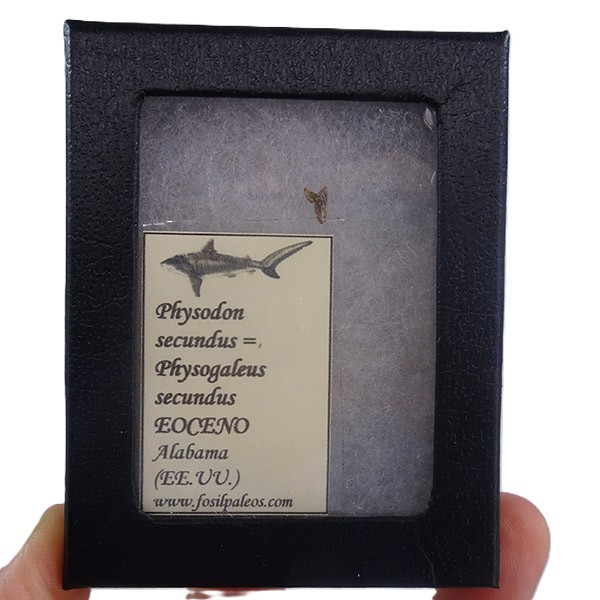 Physodon
secundus =
Physogaleus
secundus
EOCENO
Alabama
(EE.UU.)
www.fosilpaleos.com